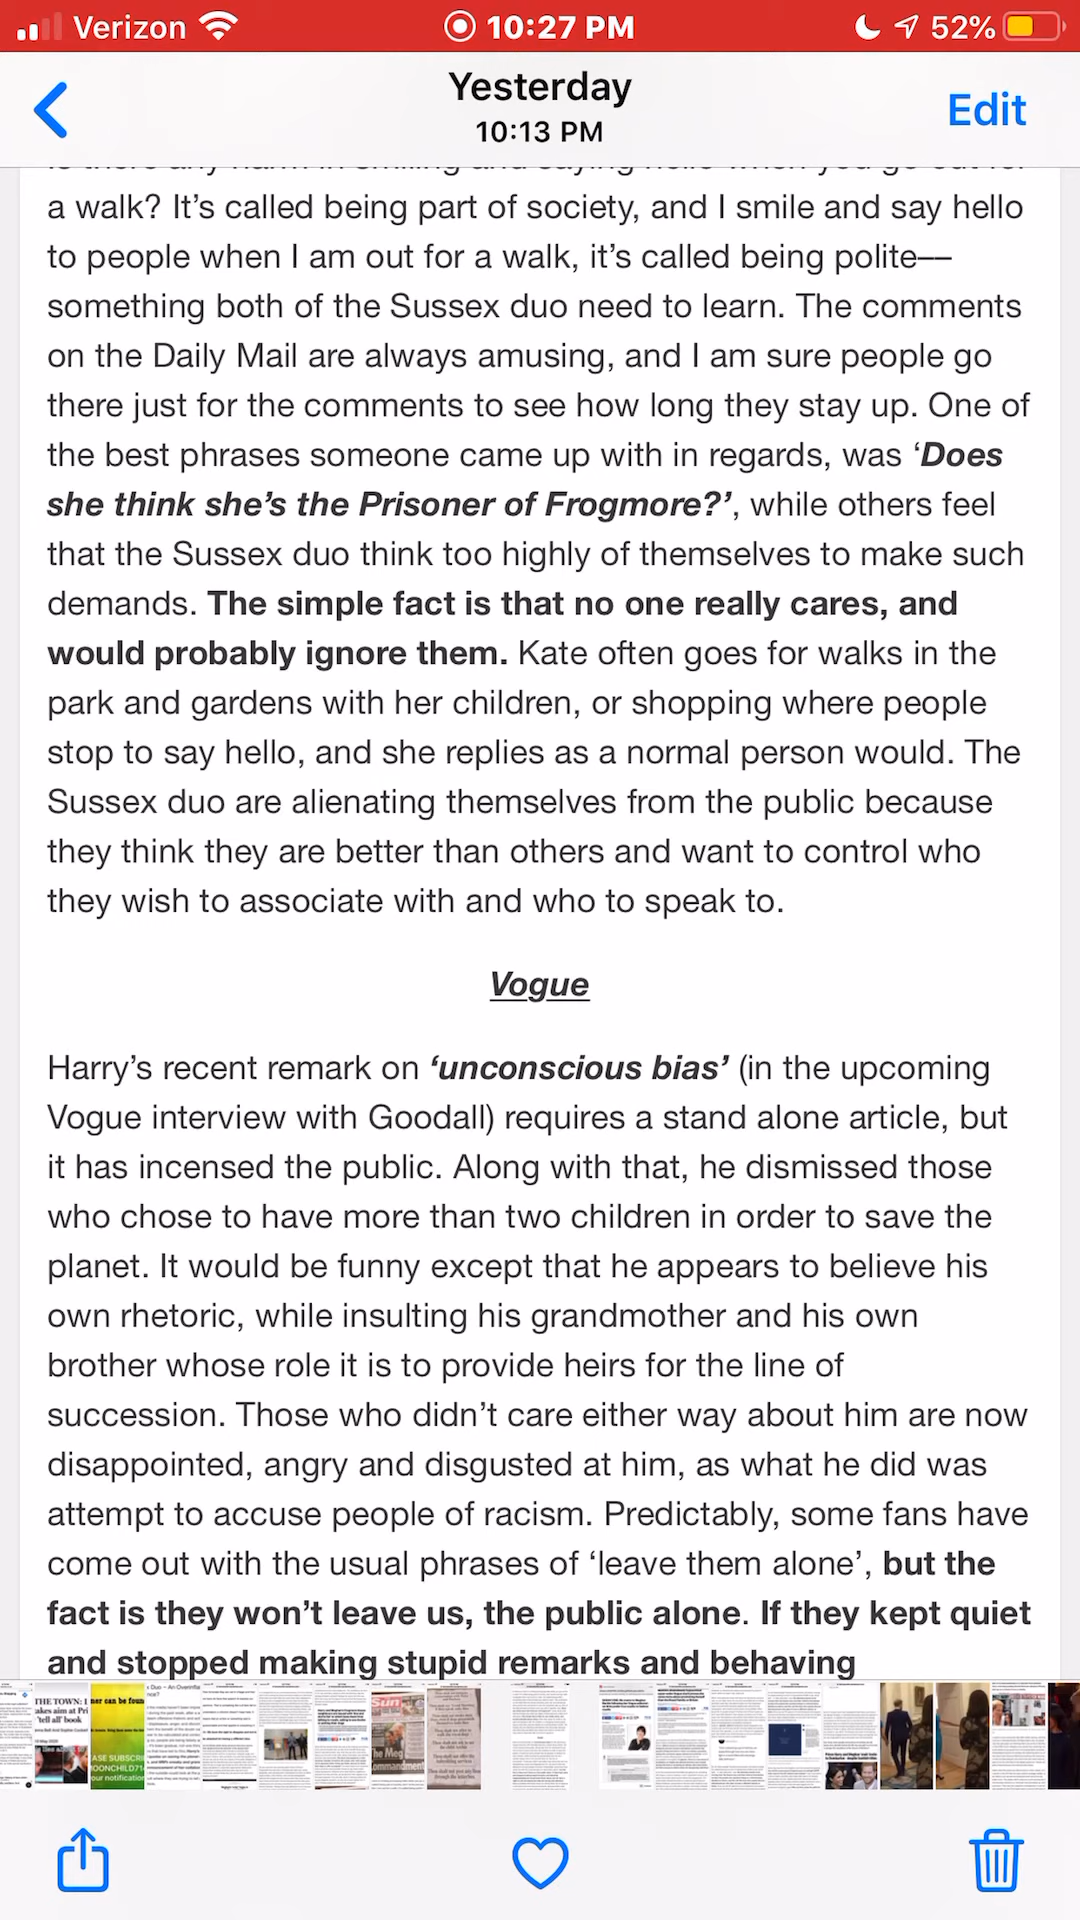 Verizon 10:27 PM 52%
Yesterday
10:13 PM
Edit
a walk? It’s called being part of society, and I smile and say hello
to people when I am out for a walk, it’s called being polite—
something both of the Sussex duo need to learn. The comments
on the Daily Mail are always amusing, and I am sure people go
there just for the comments to see how long they stay up. One of
the best phrases someone came up with in regards, was ‘Does
she think she’s the Prisoner of Frogmore?’, while others feel
that the Sussex duo think too highly of themselves to make such
demands. The simple fact is that no one really cares, and
would probably ignore them. Kate often goes for walks in the
park and gardens with her children, or shopping where people
stop to say hello, and she replies as a normal person would. The
Sussex duo are alienating themselves from the public because
they think they are better than others and want to control who
they wish to associate with and who to speak to.
Vogue
Harry’s recent remark on ‘unconscious bias’ (in the upcoming
Vogue interview with Goodall) requires a stand alone article, but
it has incensed the public. Along with that, he dismissed those
who chose to have more than two children in order to save the
planet. It would be funny except that he appears to believe his
own rhetoric, while insulting his grandmother and his own
brother whose role it is to provide heirs for the line of
succession. Those who didn’t care either way about him are now
disappointed, angry and disgusted at him, as what he did was
attempt to accuse people of racism. Predictably, some fans have
come out with the usual phrases of ‘leave them alone’, but the
fact is they won’t leave us, the public alone. If they kept quiet
and stopped making stupid remarks and behaving